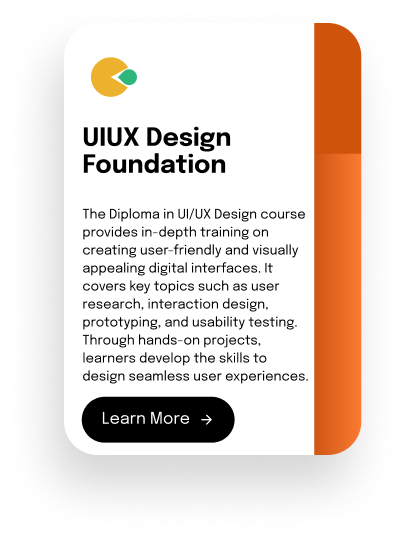 UIUX Design
Foundation
The Diploma in UI/UX Design course
provides in-depth training on
creating user-friendly and visually
appealing digital interfaces. It
covers key topics such as user
research, interaction design,
prototyping, and usability testing.
Through hands-on projects,
learners develop the skills to
design seamless user experiences.
Learn More →